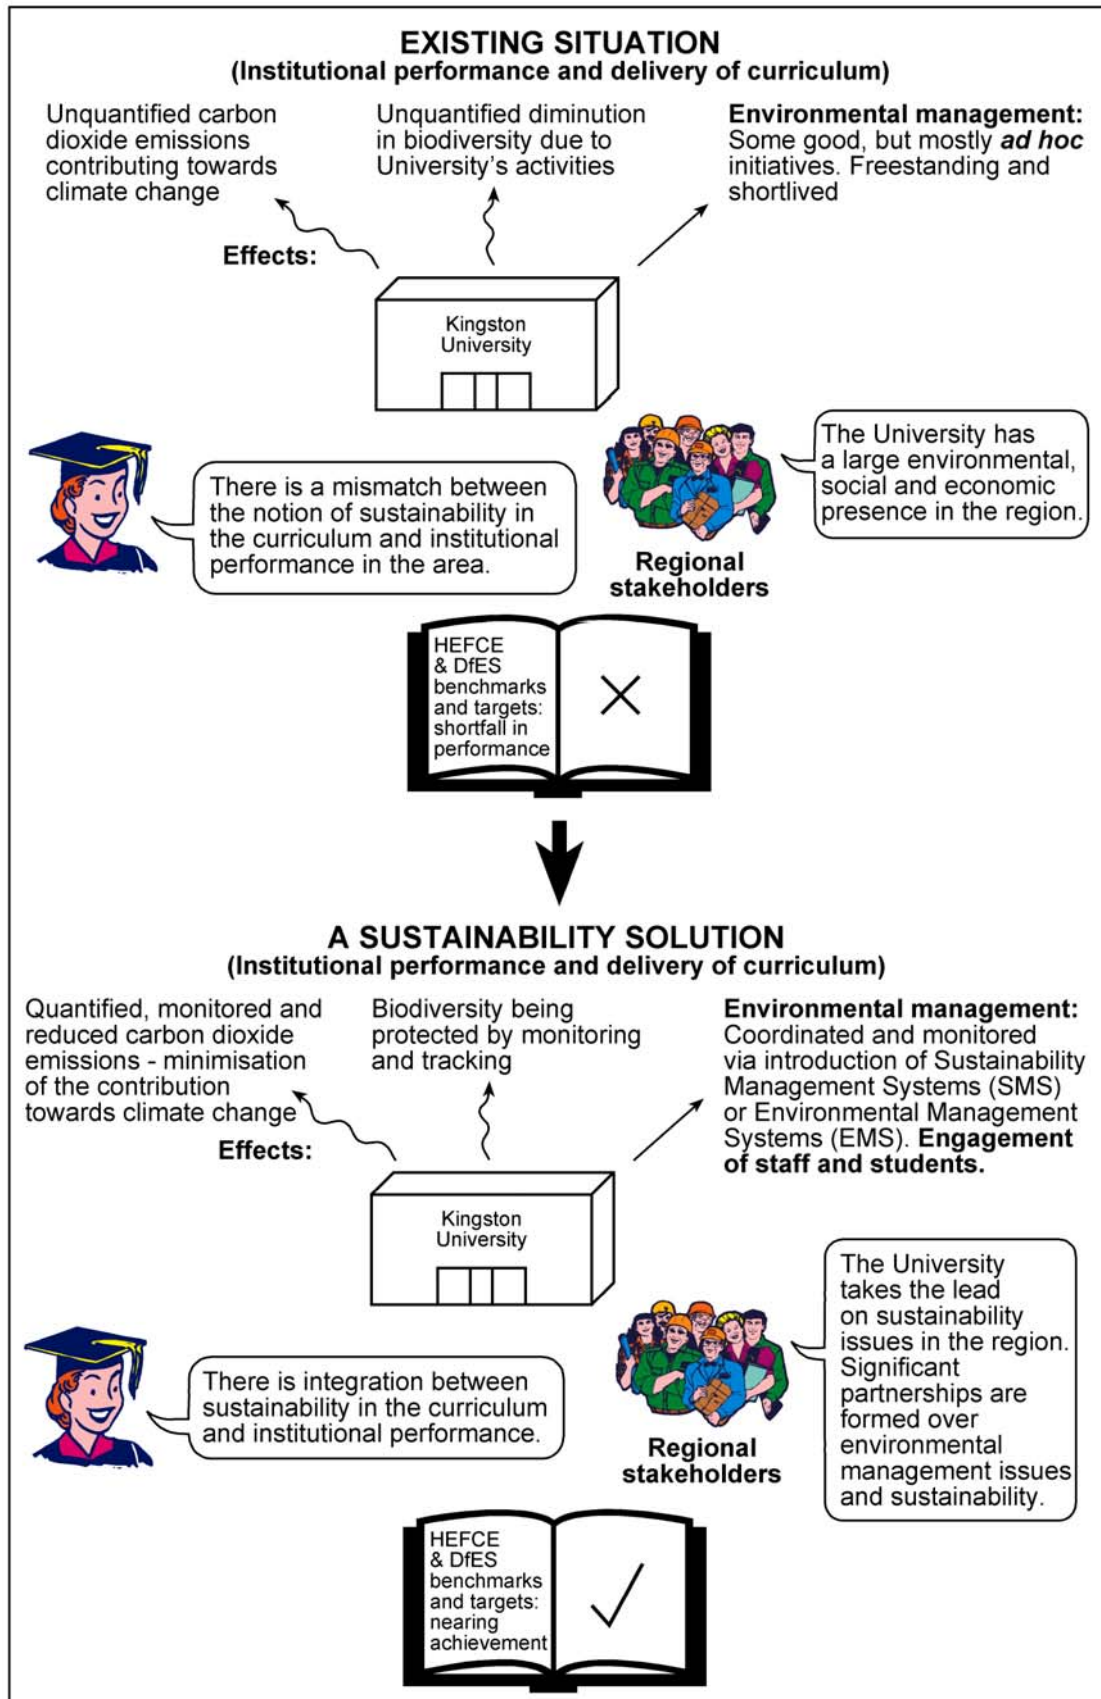 EXISTING SITUATION
(Institutional performance and delivery of curriculum)
Unquantified carbon
dioxide emissions
contributing towards
climate change
Unquantified diminution
in biodiversity due to
University's activities
Environmental management:
Some good, but mostly ad hoc
initiatives. Freestanding and
shortlived
Effects:
Kingston
University
There is a mismatch between
the notion of sustainability in
the curriculum and institutional
performance in the area.
The University has
a large environmental,
social and economic
presence in the region.
Regional
stakeholders
HEFCE
& DfES
benchmarks
and targets:
shortfall in
performance
A SUSTAINABILITY SOLUTION
(Institutional performance and delivery of curriculum)
Quantified, monitored and
reduced carbon dioxide
emissions - minimisation
of the contribution
towards climate change
Biodiversity being
protected by monitoring
and tracking
Environmental management:
Coordinated and monitored
via introduction of Sustainability
Management Systems (SMS)
or Environmental Management
Systems (EMS). Engagement
of staff and students.
Effects:
Kingston
University
There is integration between
sustainability in the curriculum
and institutional performance.
The University
takes the lead
on sustainability
issues in the region.
Significant
partnerships are
formed over
environmental
management issues
and sustainability.
Regional
stakeholders
HEFCE
& DfES
benchmarks
and targets:
nearing
achievement